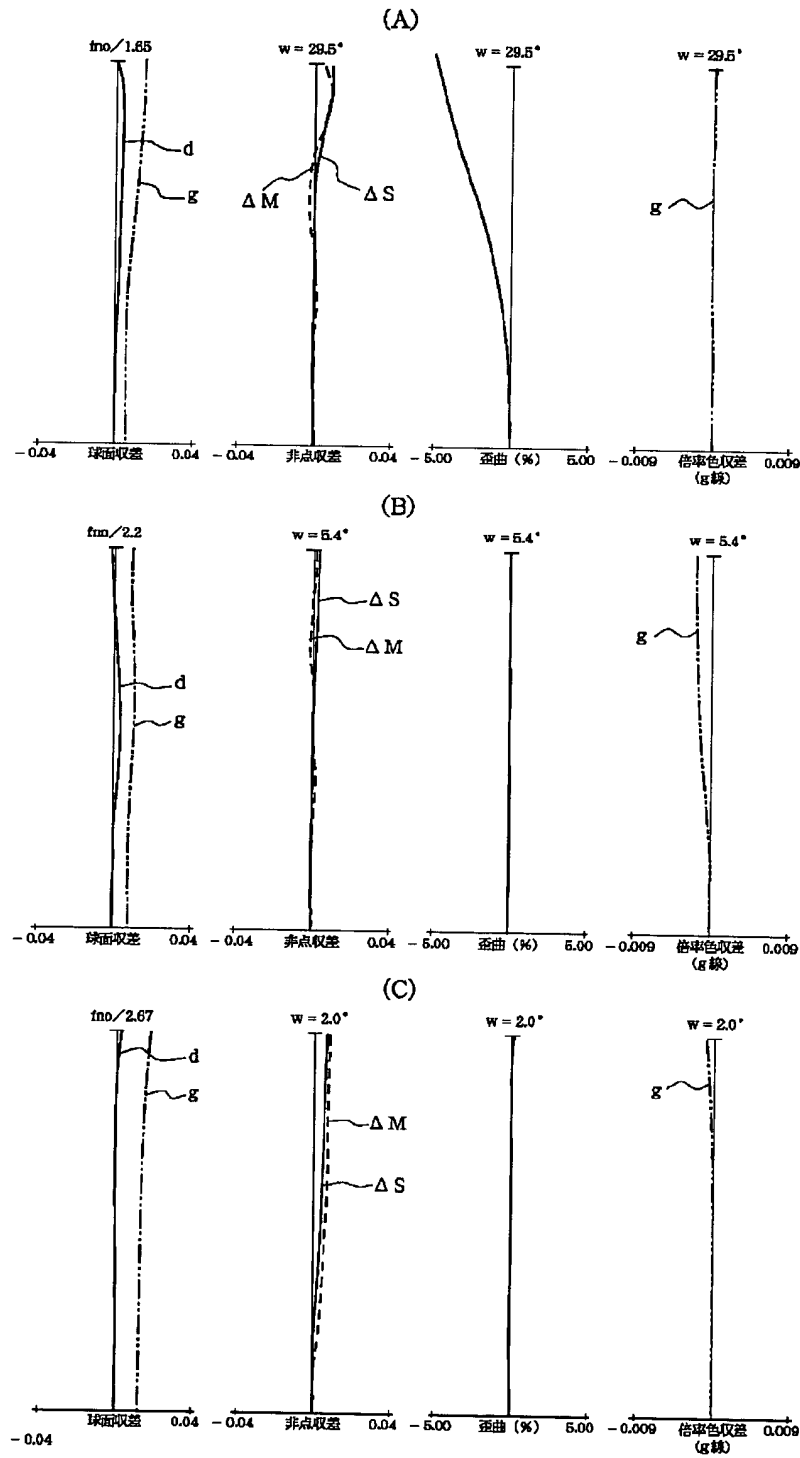 (A)
fno/1.65
w = 29.5°
w = 29.5°
w = 29.5°
d
g
ΔM
ΔS
g
-0.04
球面収差
0.04
-0.04
非点収差
0.04
-5.00
歪曲 (%)
5.00
-0.009
倍率色収差
(g線)
0.009
(B)
fno/2.2
w = 5.4°
w = 5.4°
w = 5.4°
ΔS
ΔM
d
g
g
-0.04
球面収差
0.04
-0.04
非点収差
0.04
-5.00
歪曲 (%)
5.00
-0.009
倍率色収差
(g線)
0.009
(C)
fno/2.67
w = 2.0°
w = 2.0°
w = 2.0°
d
g
ΔM
ΔS
g
-0.04
球面収差
0.04
-0.04
非点収差
0.04
-5.00
歪曲 (%)
5.00
-0.009
倍率色収差
(g線)
0.009